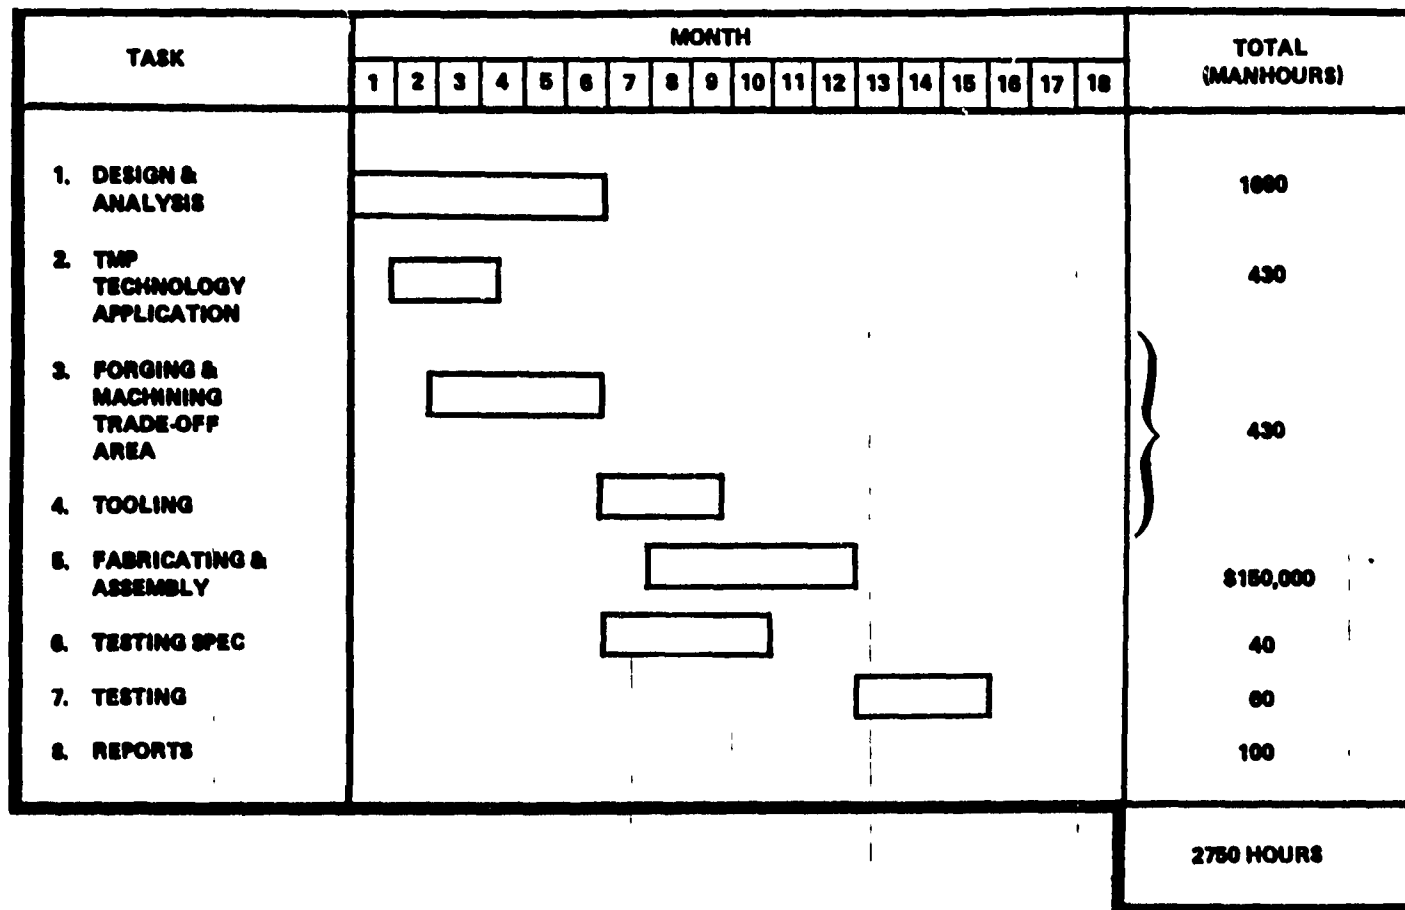 TASK
MONTH
TOTAL
(MANHOURS)
1 2 3 4 5 6 7 8 9 10 11 12 13 14 15 16 17 18
1. DESIGN &
ANALYSIS
1690
2. TMP
TECHNOLOGY
APPLICATION
430
3. FORGING &
MACHINING
TRADE-OFF
AREA
430
4. TOOLING
5. FABRICATING &
ASSEMBLY
$150,000
6. TESTING SPEC
40
7. TESTING
60
8. REPORTS
100
2750 HOURS